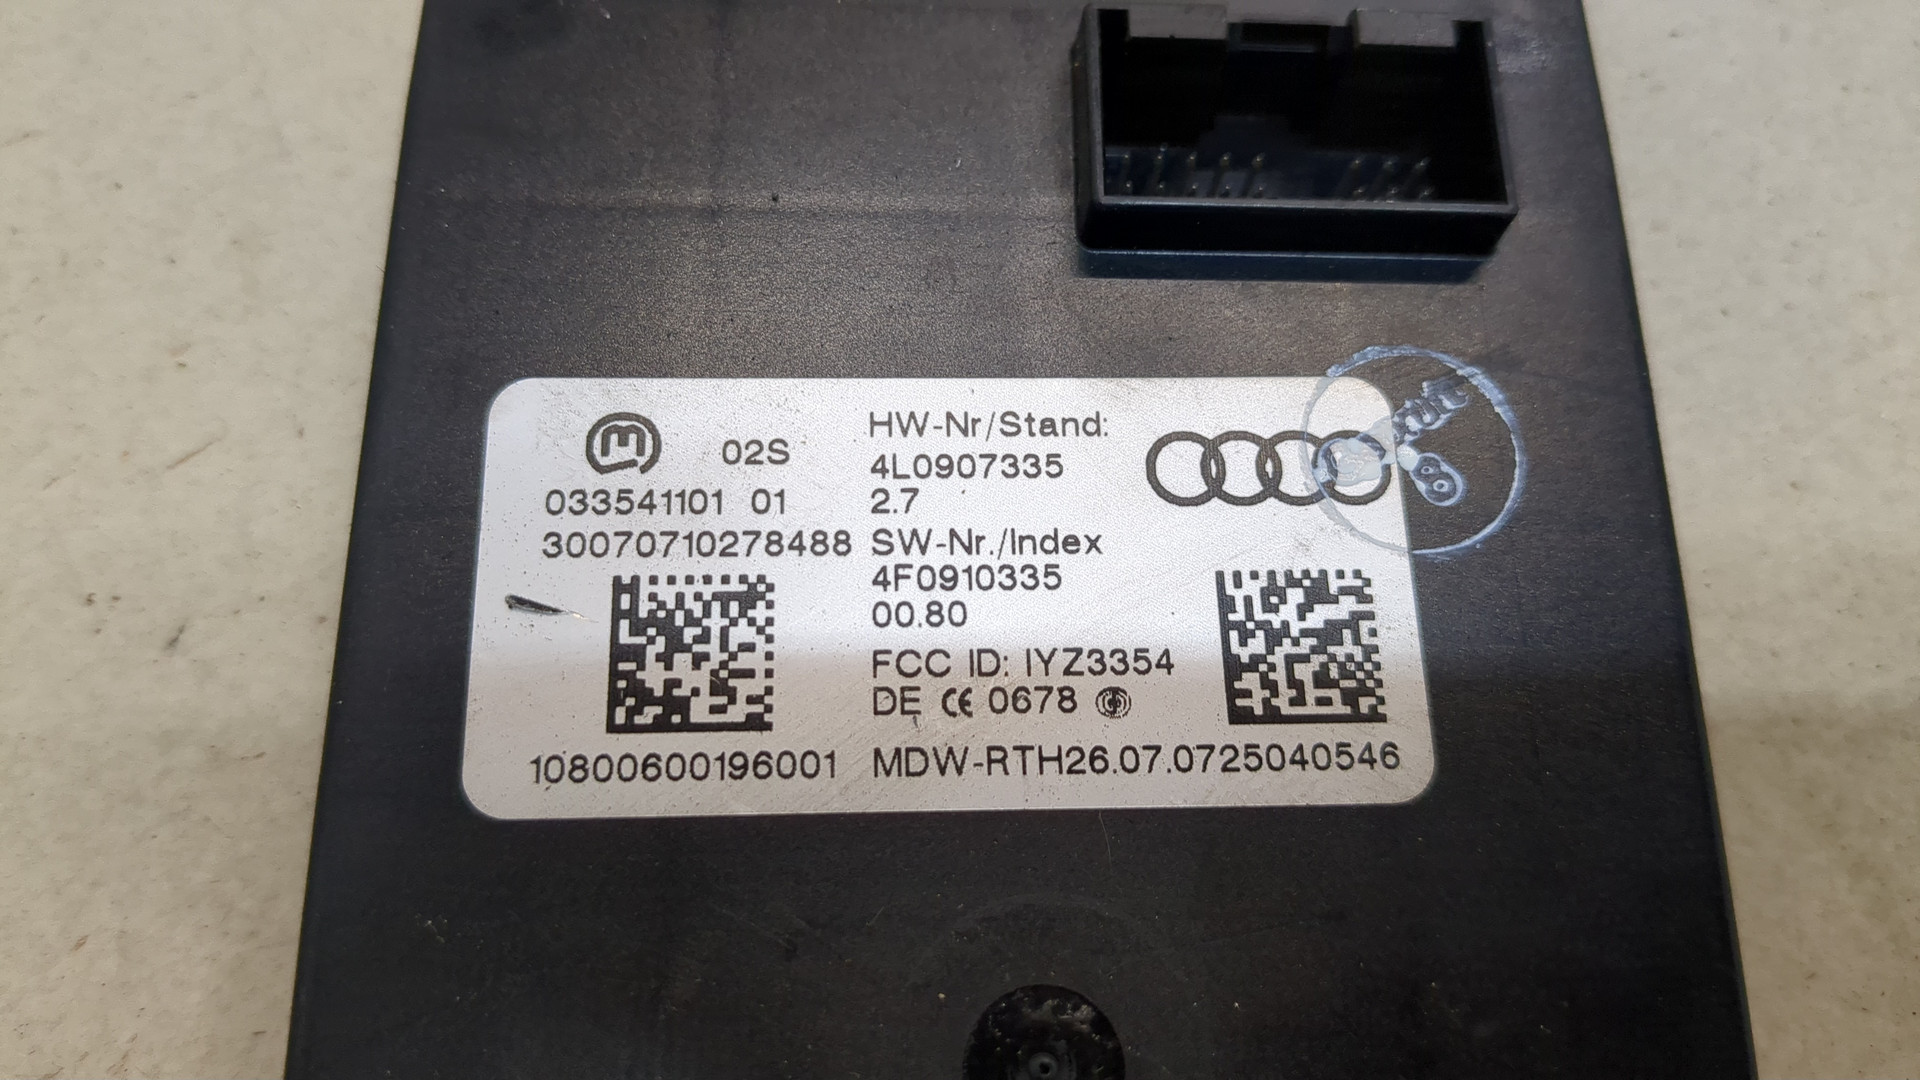 M
02S
033541101 01
30070710278488
HW-Nr/Stand:
4L0907335
2.7
SW-Nr./Index
4F0910335
00.80
FCC ID: IYZ3354
DE CE 0678
10800600196001
MDW-RTH26.07.0725040546
8